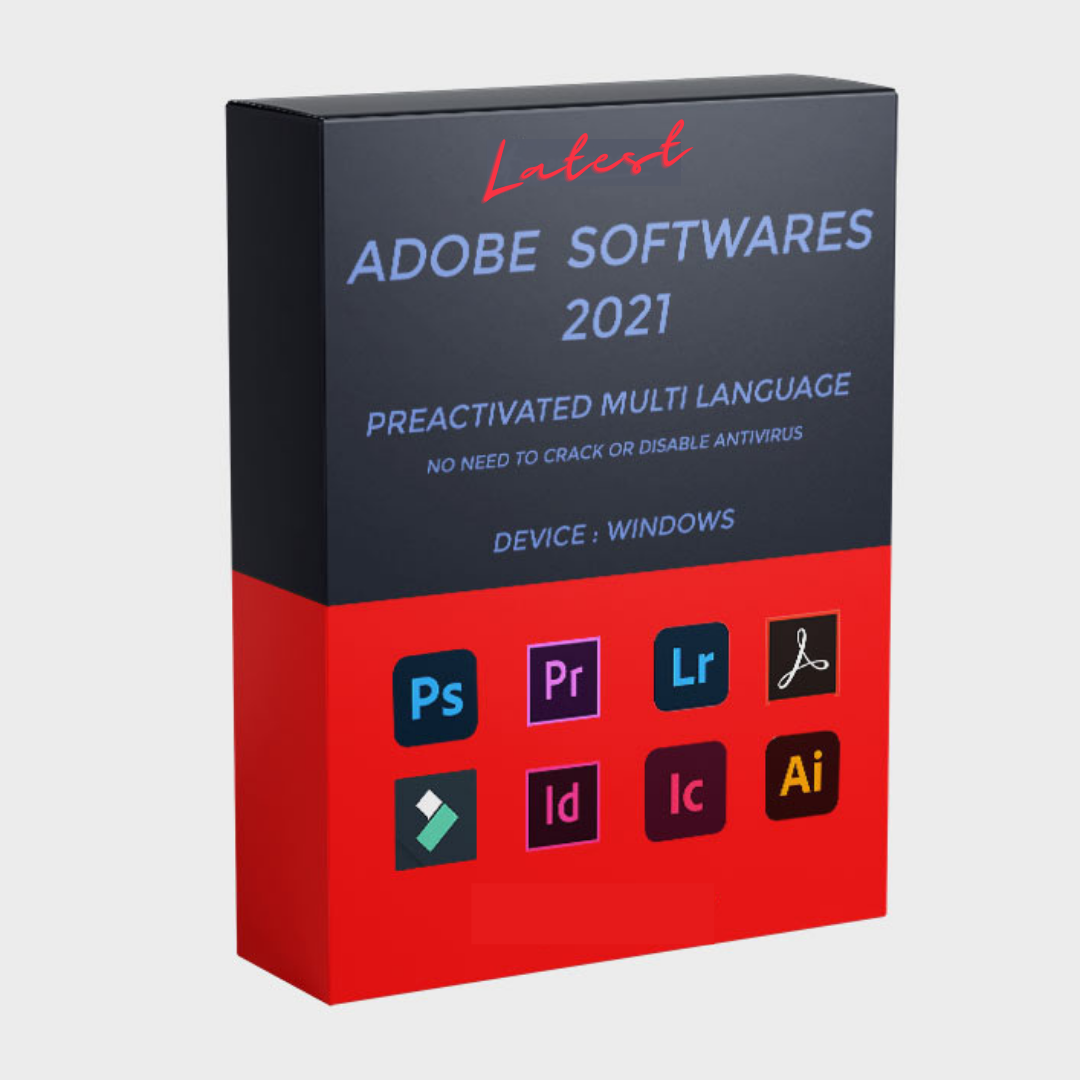 Latest
ADOBE SOFTWARES
2021
PREACTIVATED MULTI LANGUAGE
NO NEED TO CRACK OR DISABLE ANTIVIRUS
DEVICE : WINDOWS
Ps Pr Lr
Id Ic Ai